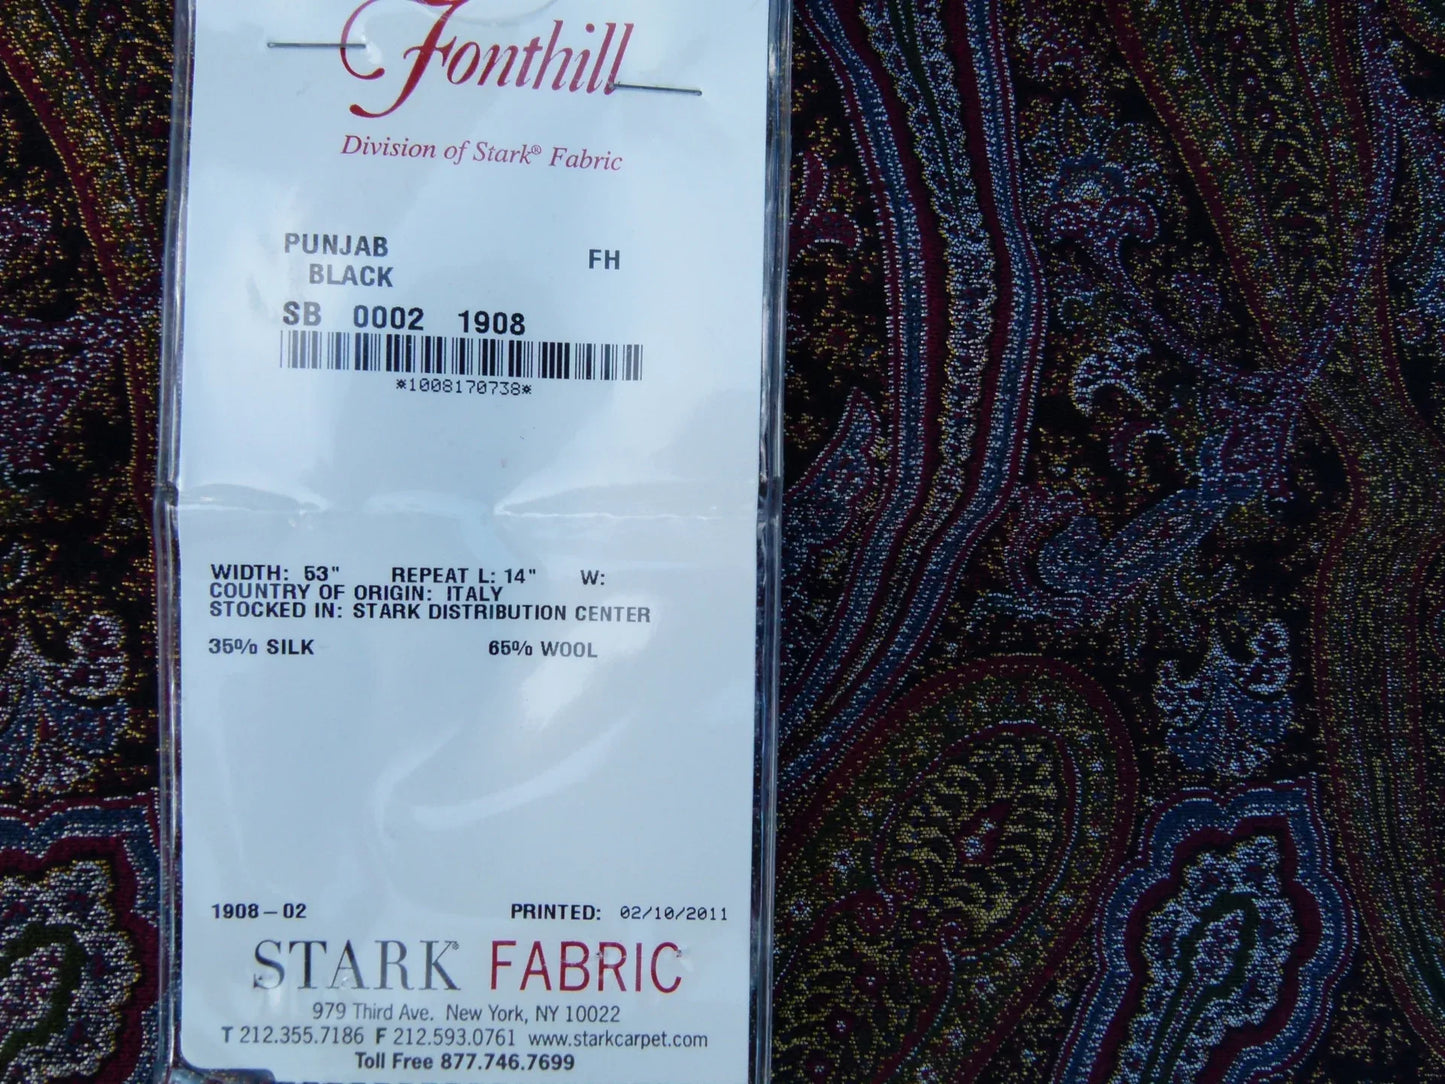 Fonthill
Division of Stark® Fabric
PUNJAB FH
BLACK
SB 0002 1908
*1008170738*
WIDTH: 53" REPEAT L: 14" W:
COUNTRY OF ORIGIN: ITALY
STOCKED IN: STARK DISTRIBUTION CENTER
35% SILK 65% WOOL
1908-02 PRINTED: 02/10/2011
STARK® FABRIC
979 Third Ave. New York, NY 10022
T 212.355.7186 F 212.593.0761 www.starkcarpet.com
Toll Free 877.746.7699